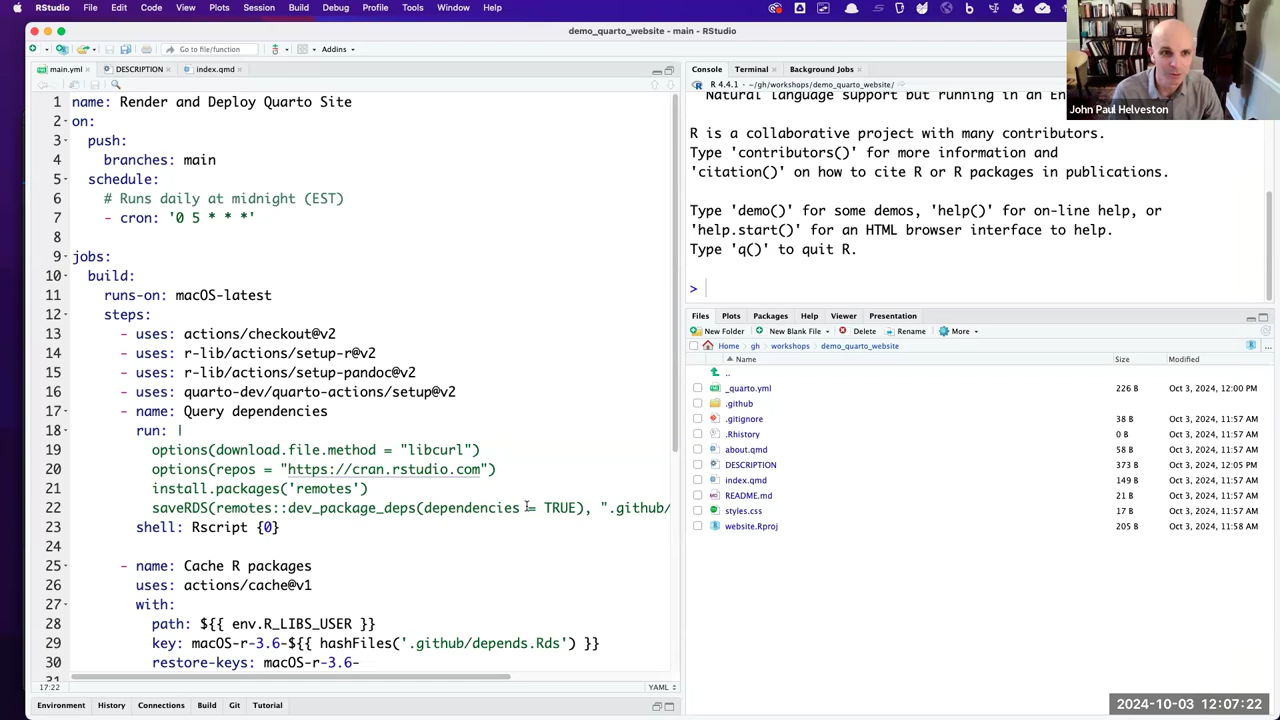 File Edit Code View Plots Session Build Debug Profile Tools Window Help
demo_quarto_website - main - RStudio
Go to file/function
Addins
main.yml
DESCRIPTION
index.qmd
1 name: Render and Deploy Quarto Site
2 on:
3 push:
4 branches: main
5 schedule:
6 # Runs daily at midnight (EST)
7 - cron: '0 5 * * *'
8
9 jobs:
10 build:
11 runs-on: macOS-latest
12 steps:
13 - uses: actions/checkout@v2
14 - uses: r-lib/actions/setup-r@v2
15 - uses: r-lib/actions/setup-pandoc@v2
16 - uses: quarto-dev/quarto-actions/setup@v2
17 - name: Query dependencies
18 run: |
19 options(download.file.method = "libcurl")
20 options(repos = "https://cran.rstudio.com")
21 install.packages('remotes')
22 saveRDS(remotes::dev_package_deps(dependencies = TRUE), ".github/
23 shell: Rscript {0}
24
25 - name: Cache R packages
26 uses: actions/cache@v1
27 with:
28 path: ${{ env.R_LIBS_USER }}
29 key: macOS-r-3.6-${{ hashFiles('.github/depends.Rds') }}
30 restore-keys: macOS-r-3.6-
31
17:22
YAML
Environment History Connections Build Git Tutorial
Console Terminal Background Jobs
R 4.4.1 · ~/gh/workshops/demo_quarto_website/
Natural language support but running in an En
R is a collaborative project with many contributors.
Type 'contributors()' for more information and
'citation()' on how to cite R or R packages in publications.
Type 'demo()' for some demos, 'help()' for on-line help, or
'help.start()' for an HTML browser interface to help.
Type 'q()' to quit R.
>
Files Plots Packages Help Viewer Presentation
New Folder New Blank File Delete Rename More
Home gh workshops demo_quarto_website
Name Size Modified
..
_quarto.yml 226 B Oct 3, 2024, 12:00 PM
.github
.gitignore 38 B Oct 3, 2024, 11:57 AM
.Rhistory 0 B Oct 3, 2024, 11:57 AM
about.qmd 58 B Oct 3, 2024, 11:57 AM
DESCRIPTION 373 B Oct 3, 2024, 12:05 PM
index.qmd 149 B Oct 3, 2024, 11:57 AM
README.md 21 B Oct 3, 2024, 11:57 AM
styles.css 17 B Oct 3, 2024, 11:57 AM
website.Rproj 205 B Oct 3, 2024, 11:58 AM
John Paul Helveston
2024-10-03 12:07:22